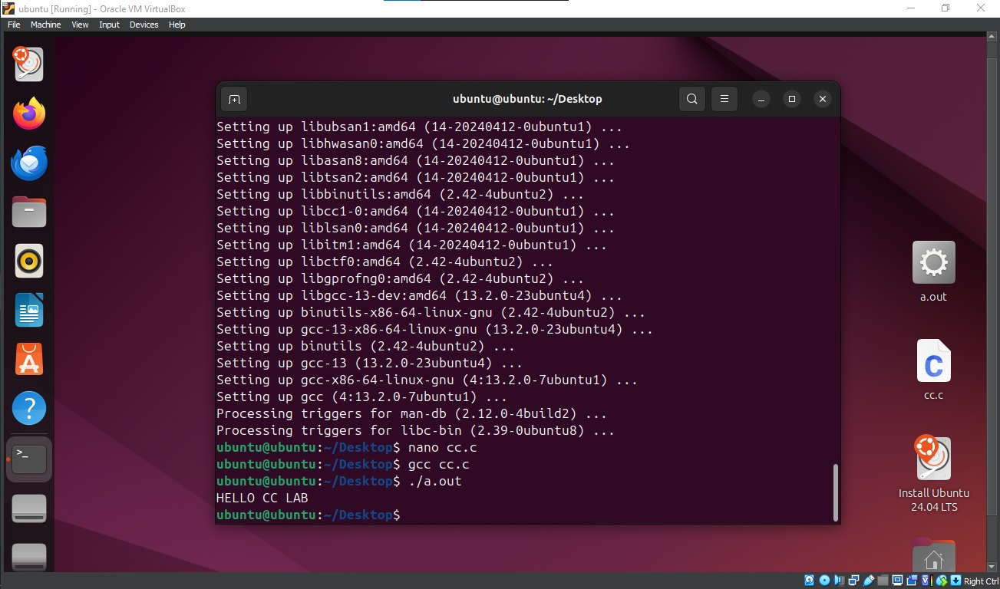 ubuntu [Running] - Oracle VM VirtualBox
File Machine View Input Devices Help
ubuntu@ubuntu: ~/Desktop
Setting up libubsan1:amd64 (14-20240412-0ubuntu1) ...
Setting up libhwasan0:amd64 (14-20240412-0ubuntu1) ...
Setting up libasan8:amd64 (14-20240412-0ubuntu1) ...
Setting up libtsan2:amd64 (14-20240412-0ubuntu1) ...
Setting up libbinutils:amd64 (2.42-4ubuntu2) ...
Setting up libcc1-0:amd64 (14-20240412-0ubuntu1) ...
Setting up liblsan0:amd64 (14-20240412-0ubuntu1) ...
Setting up libitm1:amd64 (14-20240412-0ubuntu1) ...
Setting up libctf0:amd64 (2.42-4ubuntu2) ...
Setting up libgprofng0:amd64 (2.42-4ubuntu2) ...
Setting up libgcc-13-dev:amd64 (13.2.0-23ubuntu4) ...
Setting up binutils-x86-64-linux-gnu (2.42-4ubuntu2) ...
Setting up gcc-13-x86-64-linux-gnu (13.2.0-23ubuntu4) ...
Setting up binutils (2.42-4ubuntu2) ...
Setting up gcc-13 (13.2.0-23ubuntu4) ...
Setting up gcc-x86-64-linux-gnu (4:13.2.0-7ubuntu1) ...
Setting up gcc (4:13.2.0-7ubuntu1) ...
Processing triggers for man-db (2.12.0-4build2) ...
Processing triggers for libc-bin (2.39-0ubuntu8) ...
ubuntu@ubuntu:~/Desktop$ nano cc.c
ubuntu@ubuntu:~/Desktop$ gcc cc.c
ubuntu@ubuntu:~/Desktop$ ./a.out
HELLO CC LAB
ubuntu@ubuntu:~/Desktop$
a.out
C
cc.c
Install Ubuntu
24.04 LTS
Right Ctrl